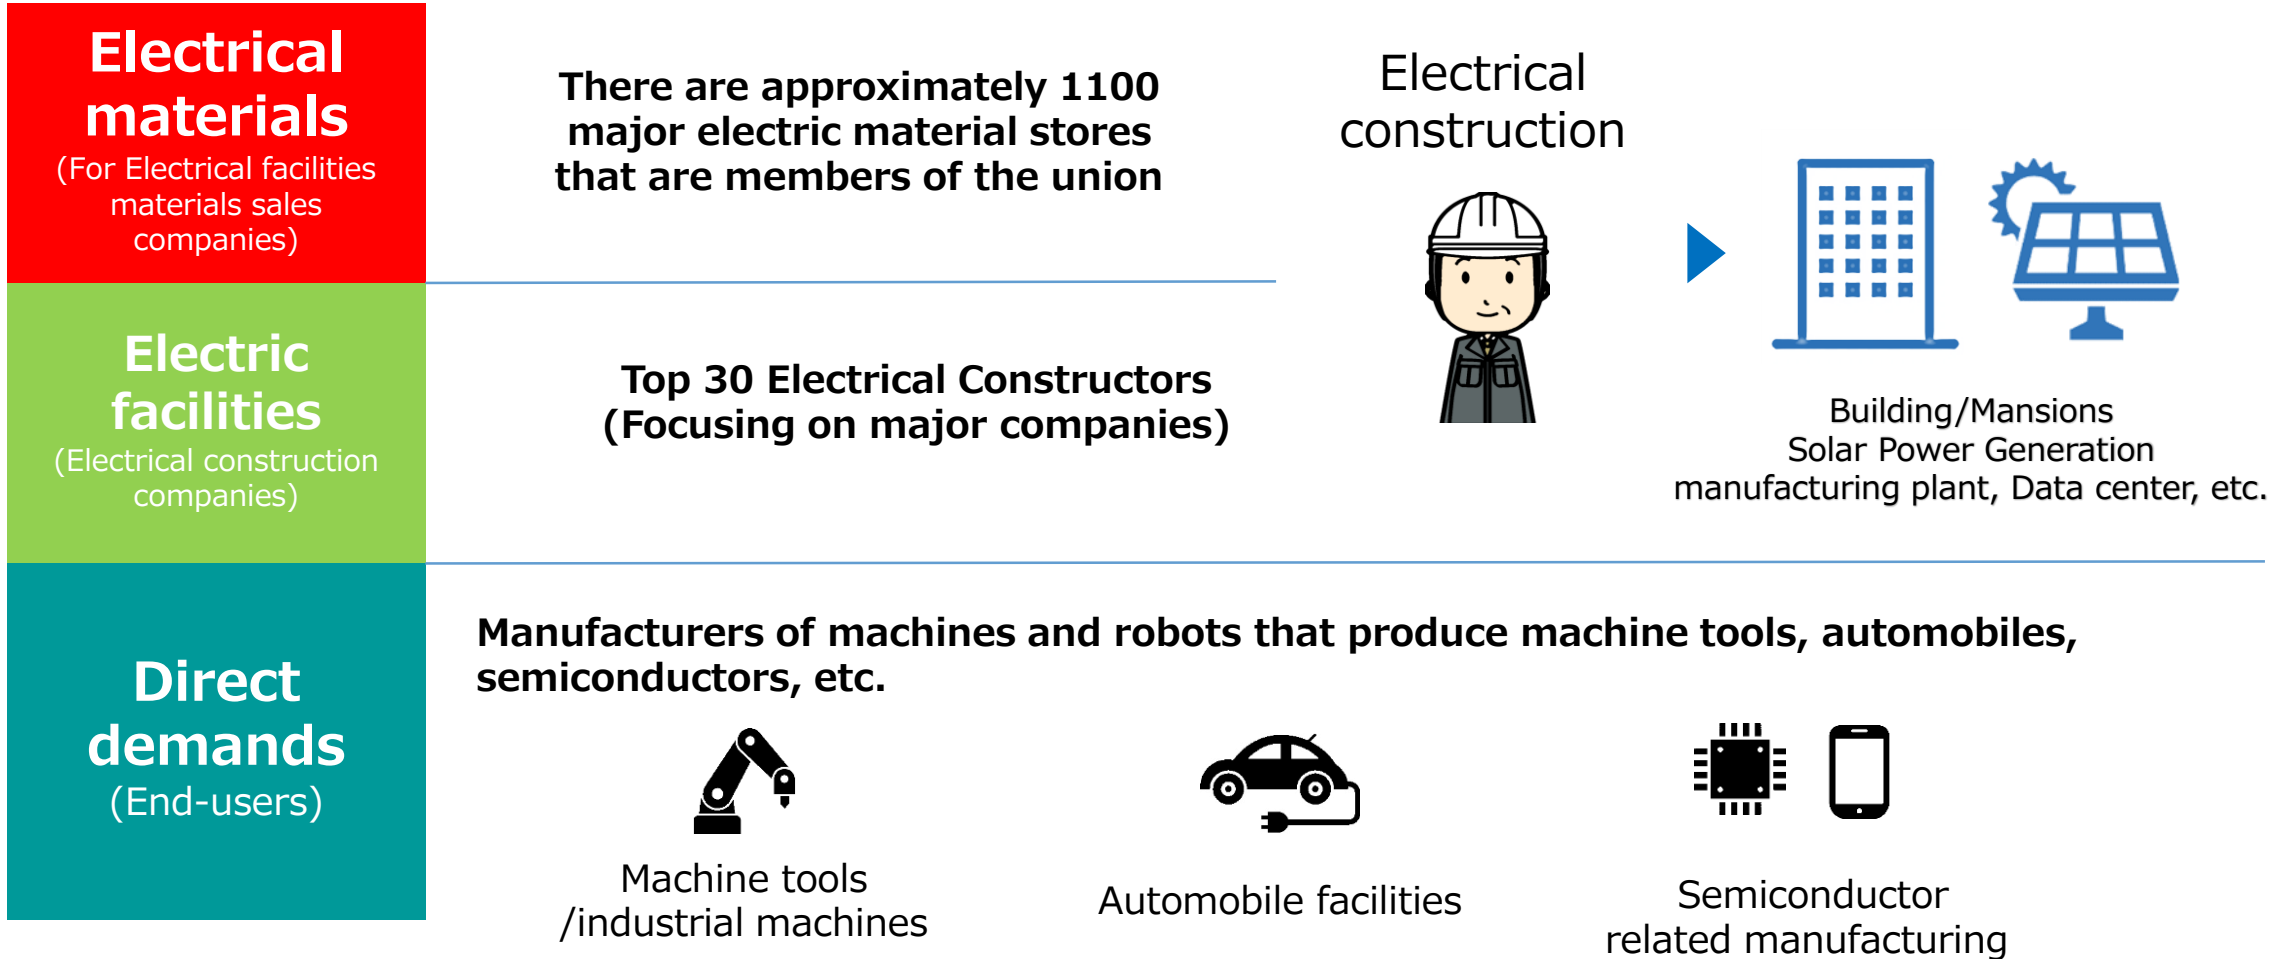 Electrical
materials
(For Electrical facilities
materials sales
companies)
There are approximately 1100
major electric material stores
that are members of the union
Electrical
construction
Electric
facilities
(Electrical construction
companies)
Top 30 Electrical Constructors
(Focusing on major companies)
Building/Mansions
Solar Power Generation
manufacturing plant, Data center, etc.
Direct
demands
(End-users)
Manufacturers of machines and robots that produce machine tools, automobiles,
semiconductors, etc.
Machine tools
/industrial machines
Automobile facilities
Semiconductor
related manufacturing